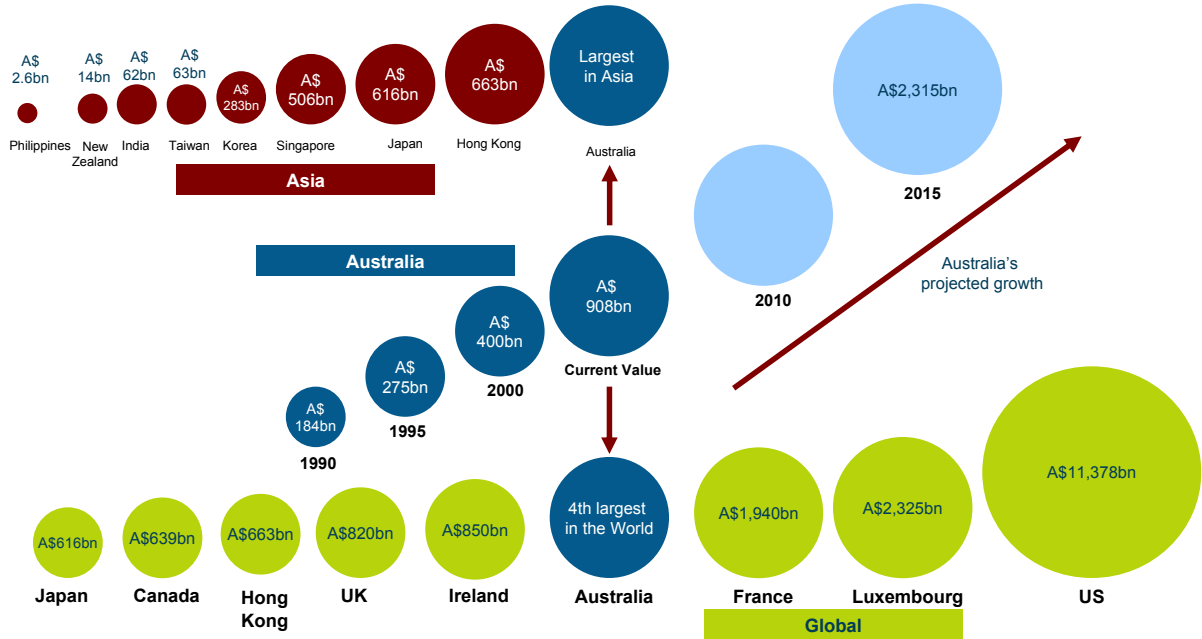 A$
2.6bn
A$
14bn
A$
62bn
A$
63bn
A$
283bn
A$
506bn
A$
616bn
A$
663bn
Largest
in Asia
Philippines
New
Zealand
India
Taiwan
Korea
Singapore
Japan
Hong Kong
Australia
Asia
A$2,315bn
2015
2010
Australia's
projected growth
Australia
A$
908bn
Current Value
A$
400bn
2000
A$
275bn
1995
A$
184bn
1990
A$616bn
A$639bn
A$663bn
A$820bn
A$850bn
4th largest
in the World
A$1,940bn
A$2,325bn
A$11,378bn
Japan
Canada
Hong
Kong
UK
Ireland
Australia
France
Luxembourg
US
Global